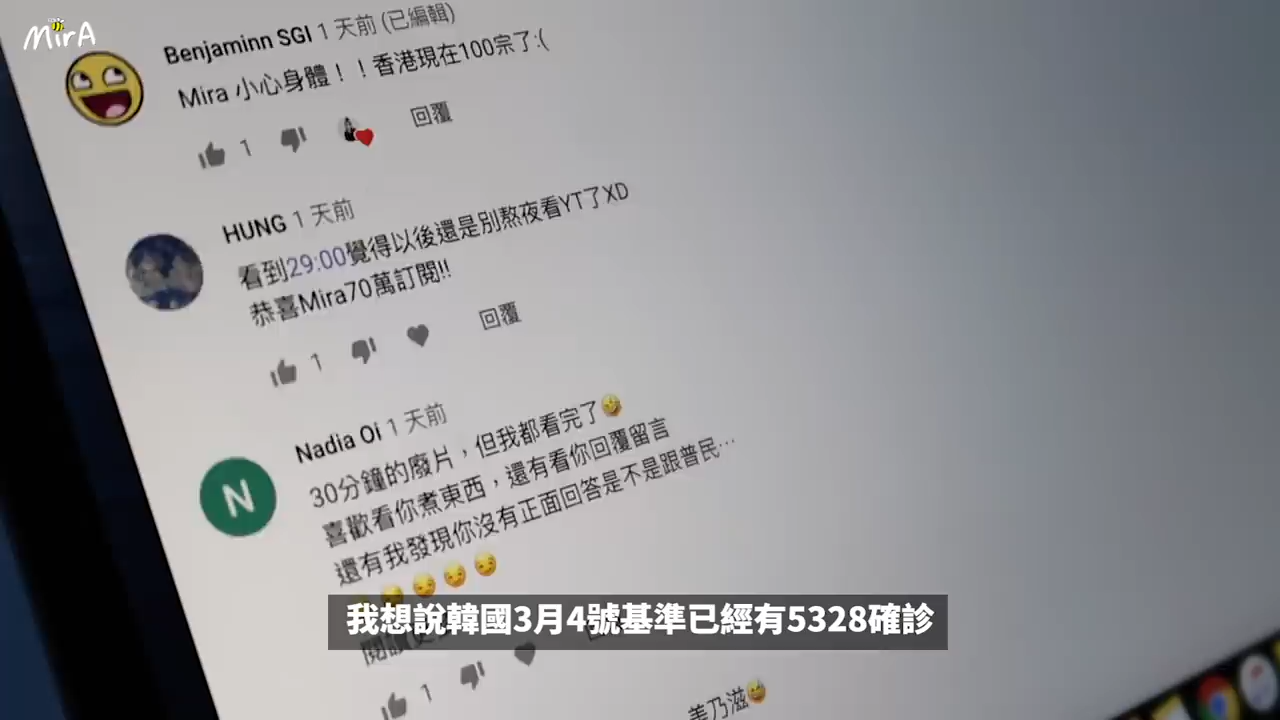 MirA
Benjaminn SGI 1 天前 (已編輯)
Mira 小心身體！！香港現在100宗了:(
1 回覆
HUNG 1 天前
看到29:00覺得以後還是別熬夜看YT了XD
恭喜Mira70萬訂閱!!
1 回覆
N
Nadia Oi 1 天前
30分鐘的廢片，但我都看完了🤣
喜歡看你煮東西，還有看你回覆留言
還有我發現你沒有正面回答是不是跟普民…
😏😏😏😏
我想說韓國3月4號基準已經有5328確診
1
美乃滋😅